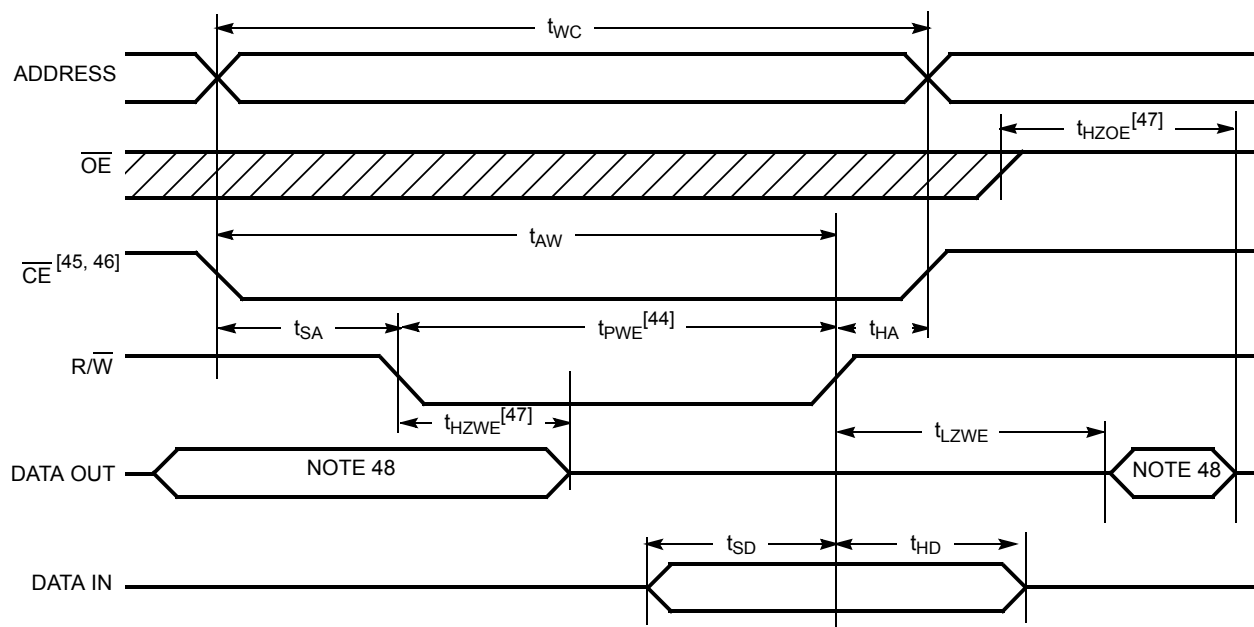 tWC
ADDRESS
tHZOE[47]
OE
tAW
CE [45, 46]
tSA
tPWE[44]
tHA
R/W
tHZWE[47]
tLZWE
DATA OUT
NOTE 48
NOTE 48
tSD
tHD
DATA IN